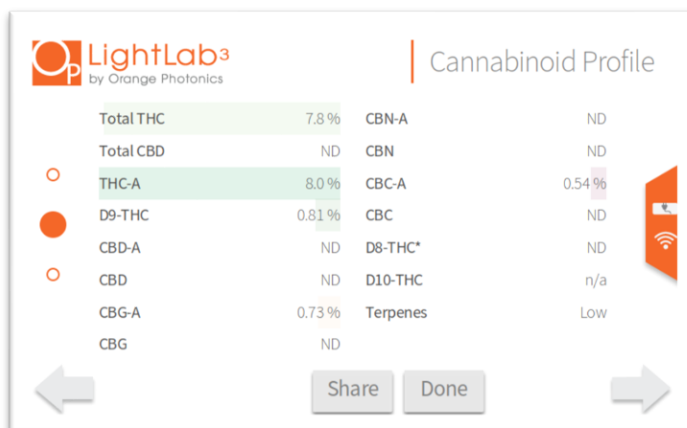 Op LightLab3
by Orange Photonics
Cannabinoid Profile
Total THC 7.8 %
Total CBD ND
THC-A 8.0 %
D9-THC 0.81 %
CBD-A ND
CBD ND
CBG-A 0.73 %
CBG ND
CBN-A ND
CBN ND
CBC-A 0.54 %
CBC ND
D8-THC* ND
D10-THC n/a
Terpenes Low
Share Done